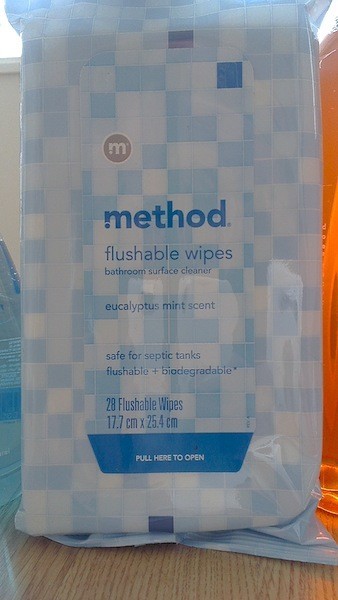 m
method
flushable wipes
bathroom surface cleaner
eucalyptus mint scent
safe for septic tanks
flushable + biodegradable*
28 Flushable Wipes
17.7 cm x 25.4 cm
PULL HERE TO OPEN